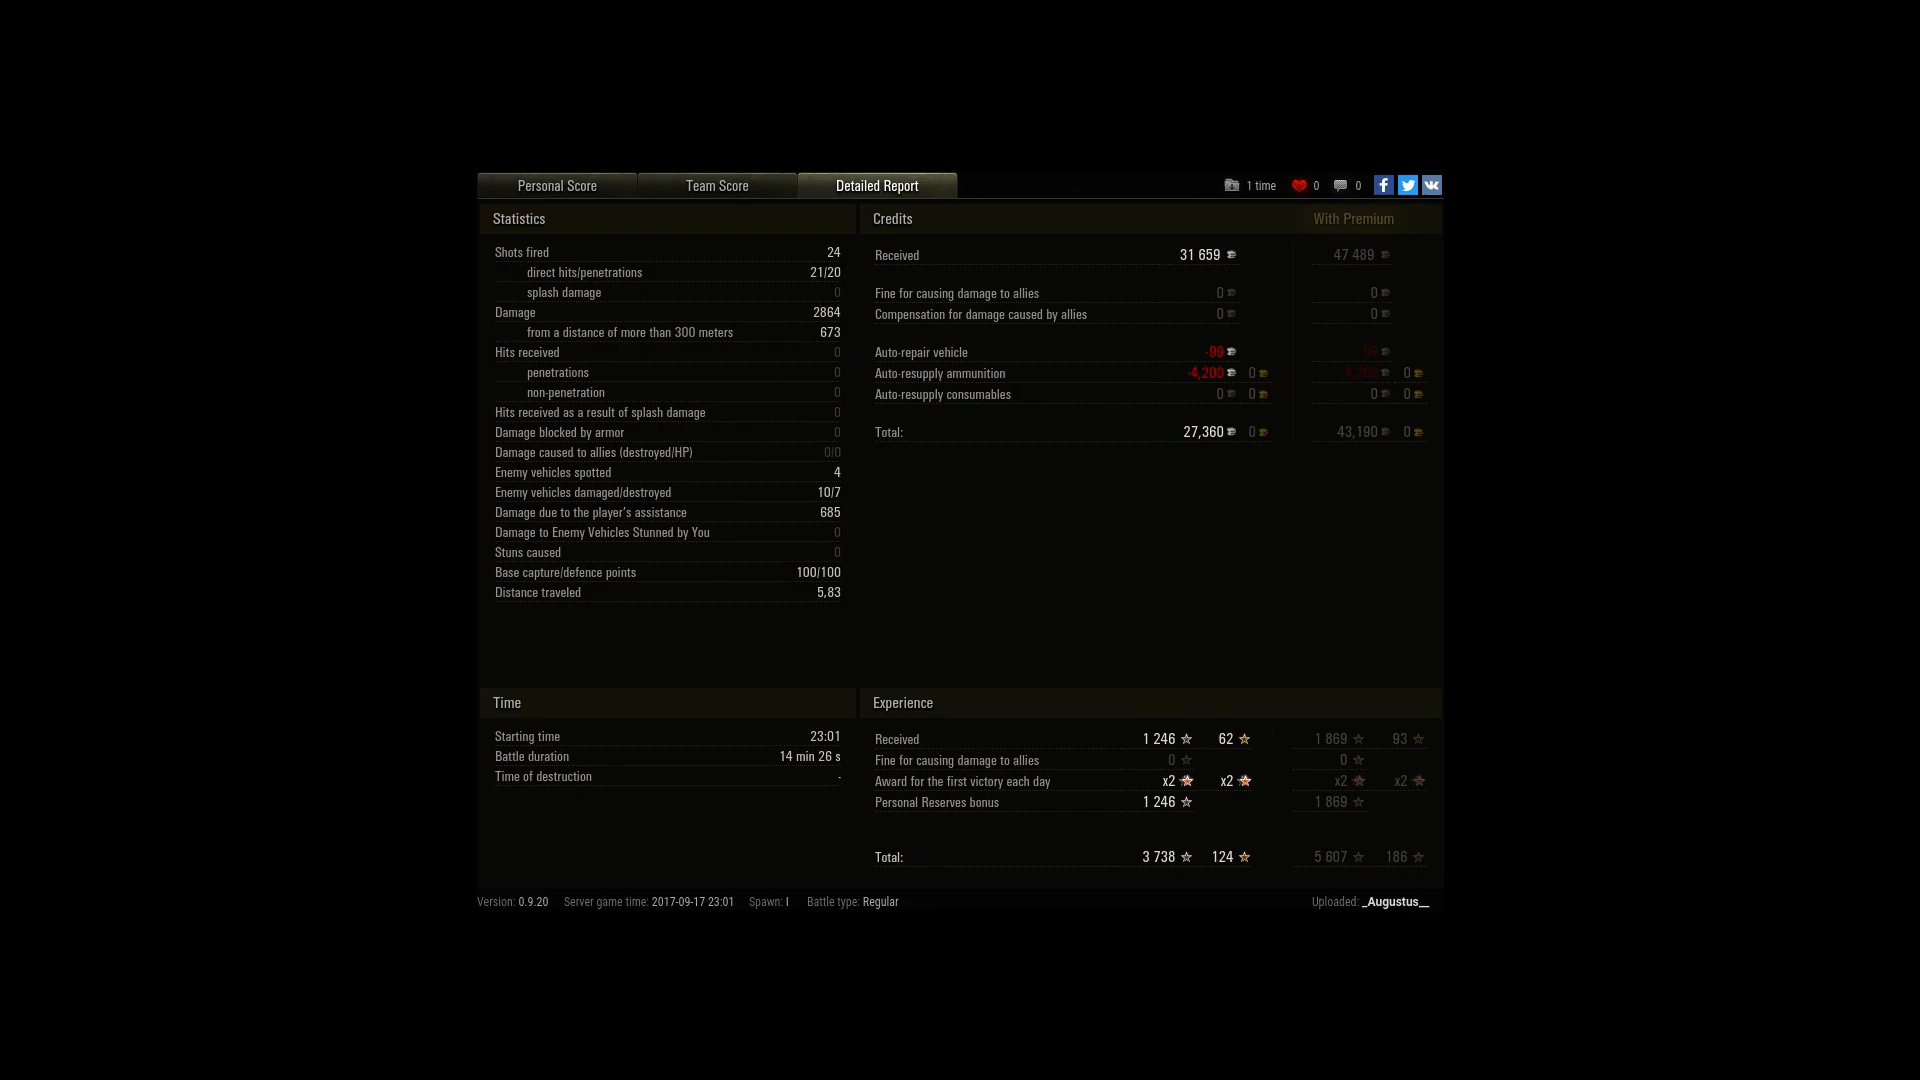 Personal Score Team Score Detailed Report 1 time 0 0
Statistics
Shots fired 24
direct hits/penetrations 21/20
splash damage 0
Damage 2864
from a distance of more than 300 meters 673
Hits received 0
penetrations 0
non-penetration 0
Hits received as a result of splash damage 0
Damage blocked by armor 0
Damage caused to allies (destroyed/HP) 0/0
Enemy vehicles spotted 4
Enemy vehicles damaged/destroyed 10/7
Damage due to the player's assistance 685
Damage to Enemy Vehicles Stunned by You 0
Stuns caused 0
Base capture/defence points 100/100
Distance traveled 5,83
Credits With Premium
Received 31 659 47 489
Fine for causing damage to allies 0 0
Compensation for damage caused by allies 0 0
Auto-repair vehicle -99 -99
Auto-resupply ammunition -4,200 0 -4,200 0
Auto-resupply consumables 0 0 0 0
Total: 27,360 0 43,190 0
Time
Starting time 23:01
Battle duration 14 min 26 s
Time of destruction -
Experience
Received 1 246 62 1 869 93
Fine for causing damage to allies 0 0
Award for the first victory each day x2 x2 x2 x2
Personal Reserves bonus 1 246 1 869
Total: 3 738 124 5 607 186
Version: 0.9.20 Server game time: 2017-09-17 23:01 Spawn: I Battle type: Regular Uploaded: _Augustus__